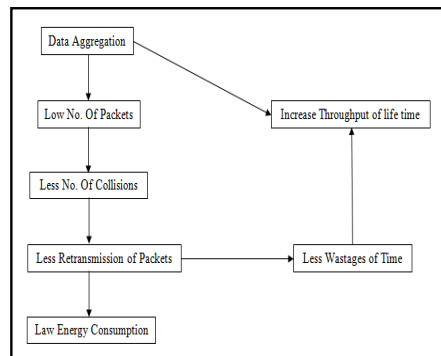 Data Aggregation
Low No. Of Packets
Increase Throughput of life time
Less No. Of Collisions
Less Retransmission of Packets
Less Wastages of Time
Law Energy Consumption